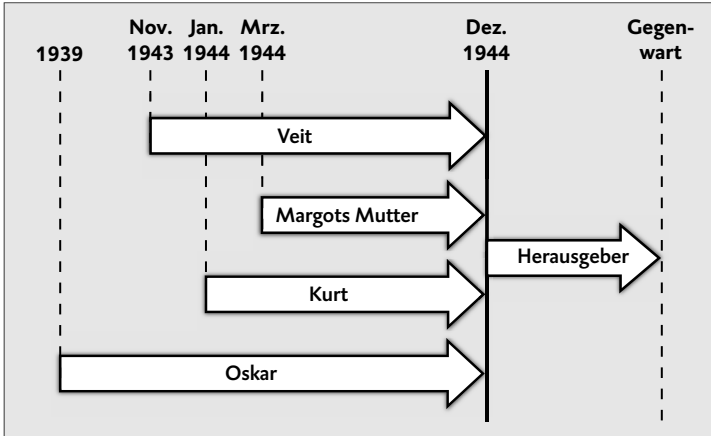 Nov. Jan. Mrz. Dez. Gegen-
1939 1943 1944 1944 1944 wart
Veit
Margots Mutter
Herausgeber
Kurt
Oskar